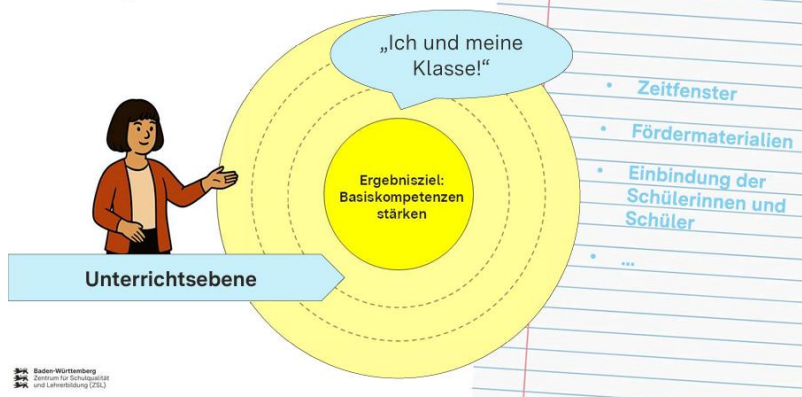 „Ich und meine
Klasse!“
Ergebnisziel:
Basiskompetenzen
stärken
Unterrichtsebene
• Zeitfenster
• Fördermaterialien
• Einbindung der
Schülerinnen und
Schüler
• ...
Baden-Württemberg
Zentrum für Schulqualität
und Lehrerbildung (ZSL)